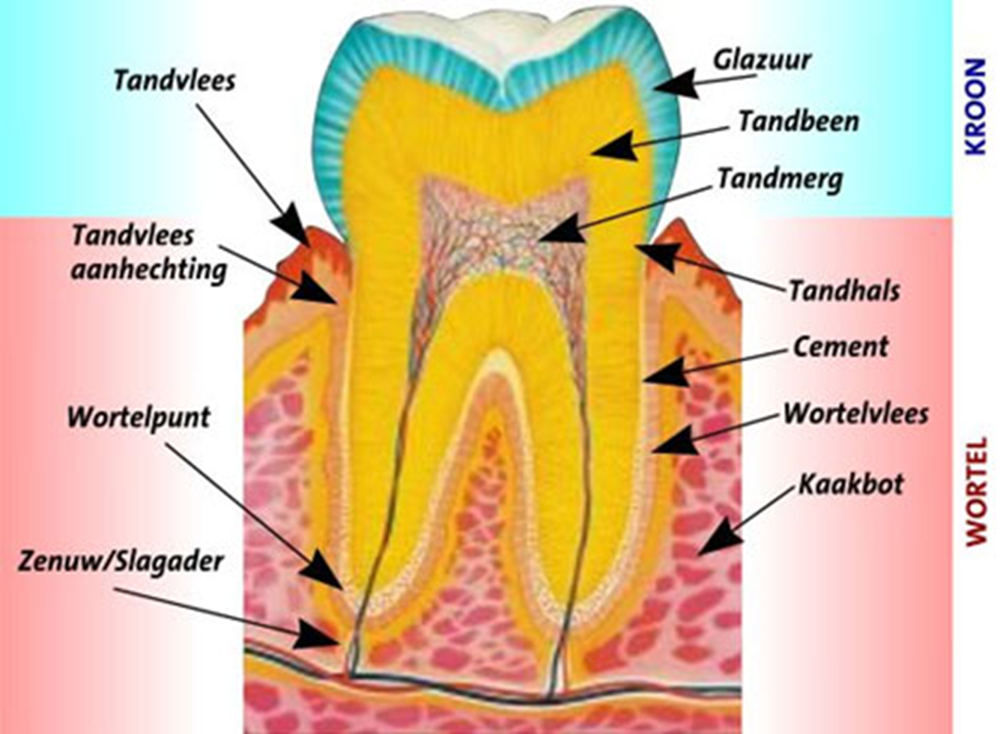 Tandvlees
Tandvlees
aanhechting
Wortelpunt
Zenuw/Slagader
Glazuur
Tandbeen
Tandmerg
Tandhals
Cement
Wortelvlees
Kaakbot
KROON
WORTEL